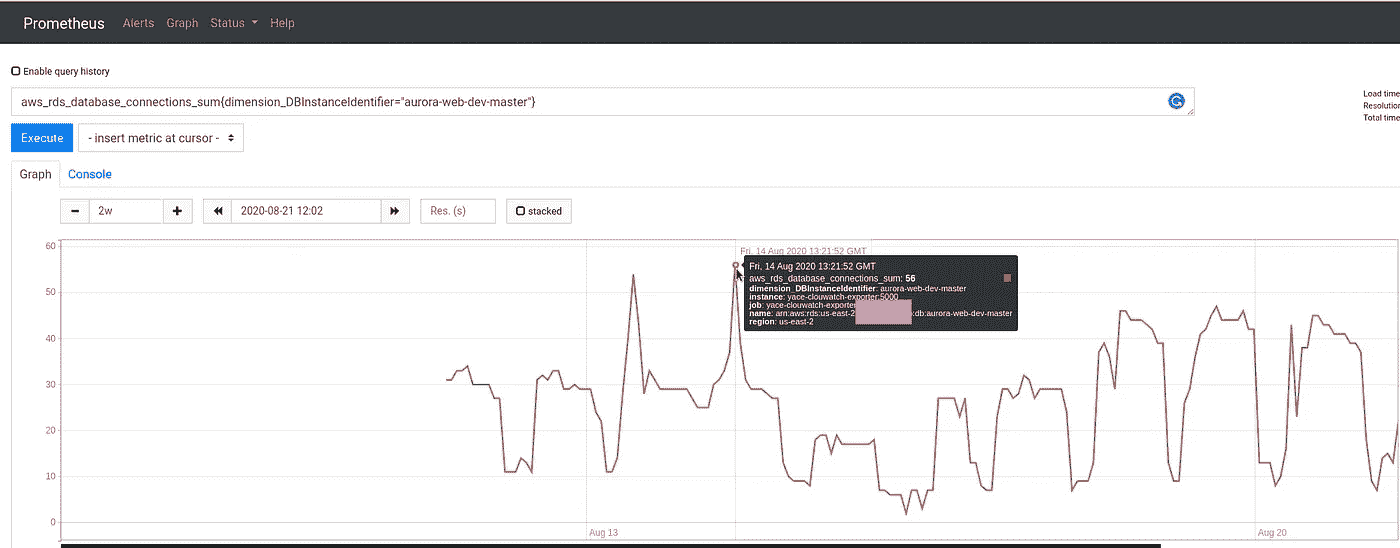 Prometheus Alerts Graph Status Help
Enable query history
aws_rds_database_connections_sum{dimension_DBInstanceIdentifier="aurora-web-dev-master"}
Load time
Resolution
Total time
Execute - insert metric at cursor -
Graph Console
2w 2020-08-21 12:02 Res. (s) stacked
60
Fri, 14 Aug 2020 13:21:52 GMT
Fri, 14 Aug 2020 13:21:52 GMT
aws_rds_database_connections_sum: 56
dimension_DBInstanceIdentifier: aurora-web-dev-master
instance: yace-clouwatch-exporter:5000
job: yace-clouwatch-exporter
name: arn:aws:rds:us-east-2 :db:aurora-web-dev-master
region: us-east-2
50
40
30
20
10
0
Aug 13 Aug 20